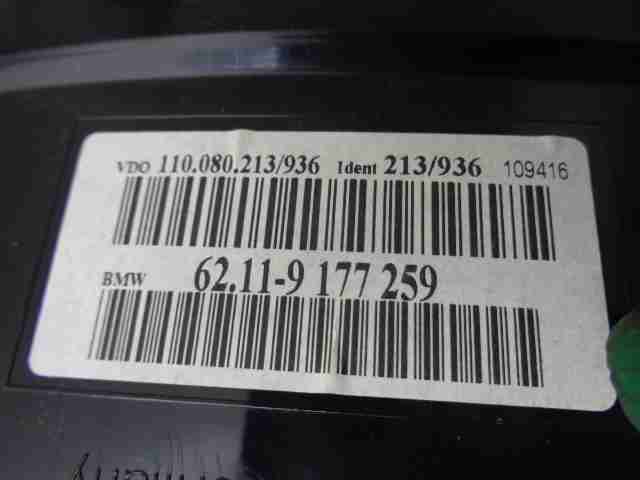 VDO 110.080.213/936 Ident 213/936 109416
BMW 62.11-9 177 259